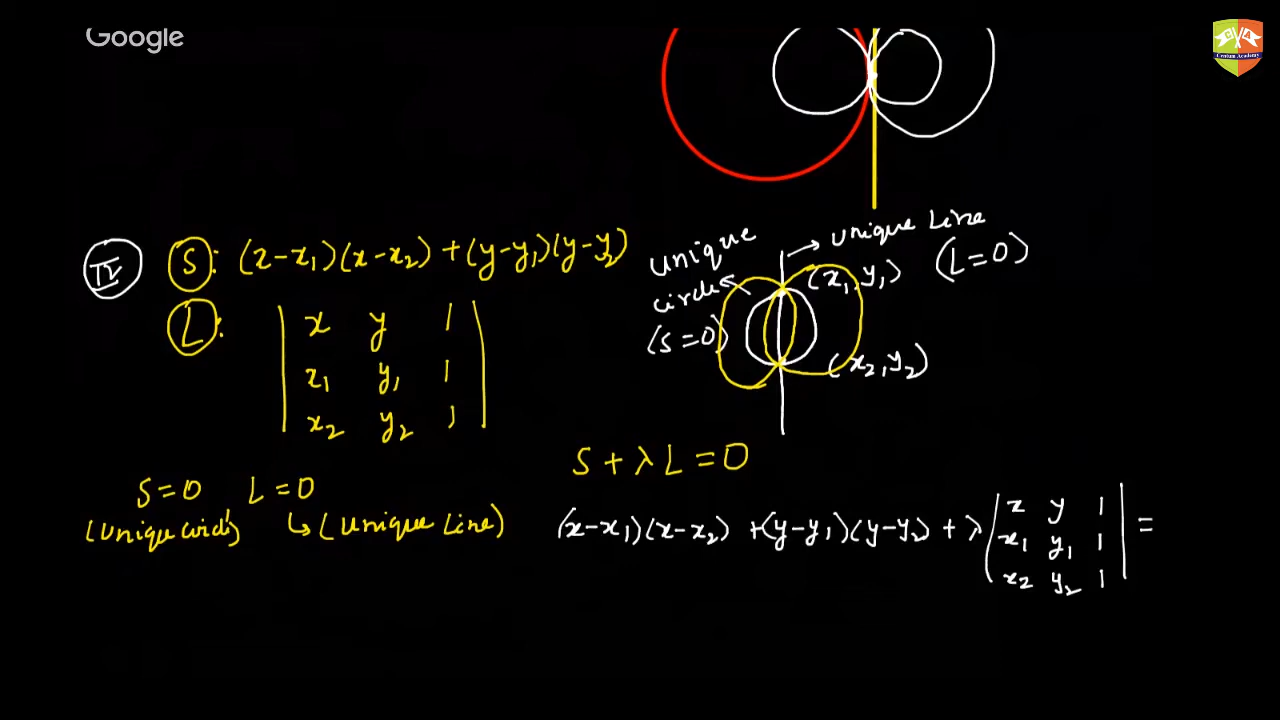 Google
Centum Academy
IV S: (x-x₁)(x-x₂) + (y-y₁)(y-y₂)
L: | x y 1 |
| x₁ y₁ 1 |
| x₂ y₂ 1 |
unique circle (S=0)
→ unique Line (L=0)
(x₁, y₁)
(x₂, y₂)
S=0 L=0
(unique circle) ↳ (unique line)
S + λL = 0
(x-x₁)(x-x₂) + (y-y₁)(y-y₂) + λ | x y 1 | =
| x₁ y₁ 1 |
| x₂ y₂ 1 |